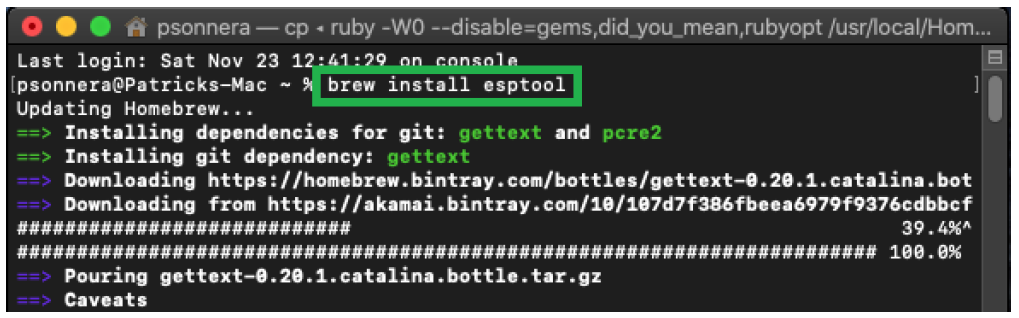 psonnera — cp ◂ ruby -W0 --disable=gems,did_you_mean,rubyopt /usr/local/Hom...
Last login: Sat Nov 23 12:41:29 on console
[psonnera@Patricks-Mac ~ % brew install esptool ]
Updating Homebrew...
==> Installing dependencies for git: gettext and pcre2
==> Installing git dependency: gettext
==> Downloading https://homebrew.bintray.com/bottles/gettext-0.20.1.catalina.bot
==> Downloading from https://akamai.bintray.com/10/107d7f386fbeea6979f9376cdbbcf
############################ 39.4%^
######################################################################## 100.0%
==> Pouring gettext-0.20.1.catalina.bottle.tar.gz
==> Caveats